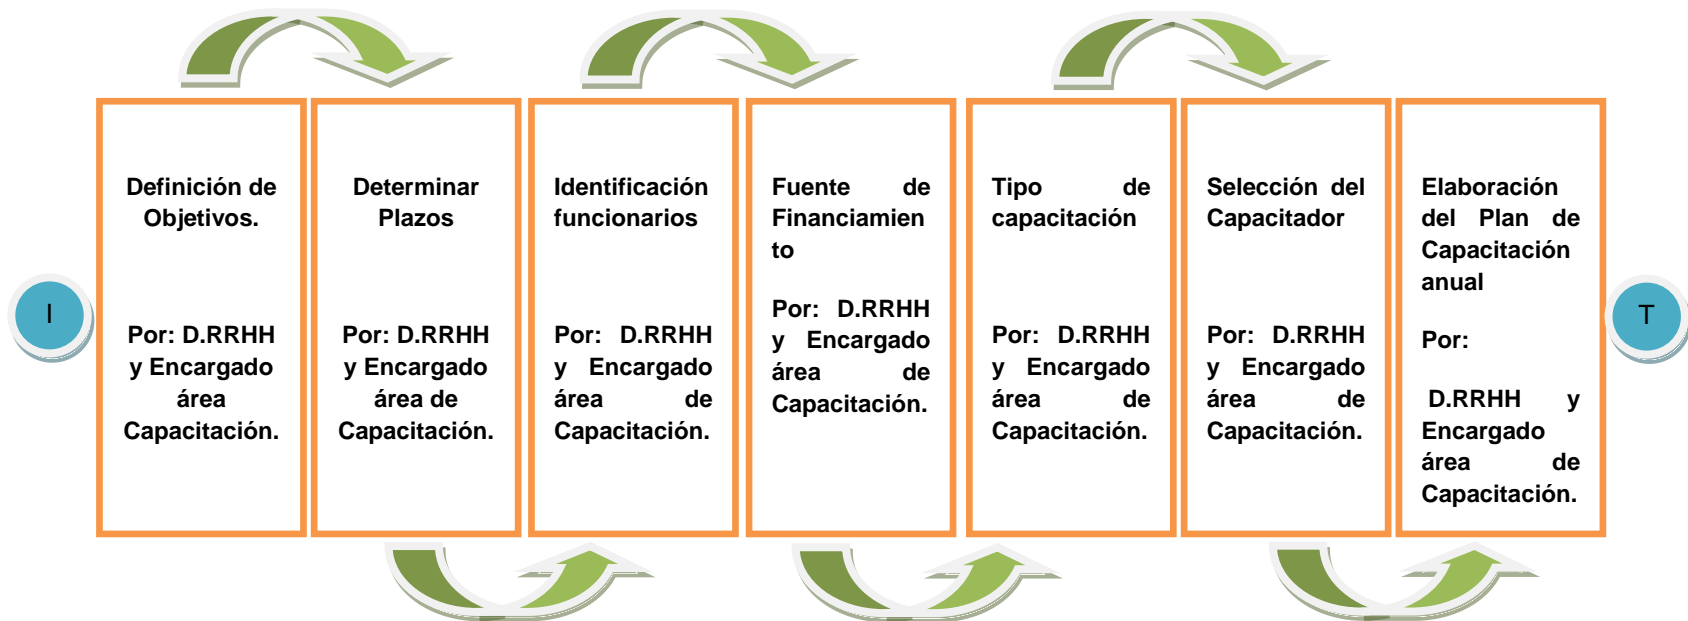 I
Definición de
Objetivos.
Por: D.RRHH
y Encargado
área
Capacitación.
Determinar
Plazos
Por: D.RRHH
y Encargado
área de
Capacitación.
Identificación
funcionarios
Por: D.RRHH
y Encargado
área de
Capacitación.
Fuente de
Financiamien
to
Por: D.RRHH
y Encargado
área de
Capacitación.
Tipo de
capacitación
Por: D.RRHH
y Encargado
área de
Capacitación.
Selección del
Capacitador
Por: D.RRHH
y Encargado
área de
Capacitación.
Elaboración
del Plan de
Capacitación
anual
Por:
D.RRHH y
Encargado
área de
Capacitación.
T